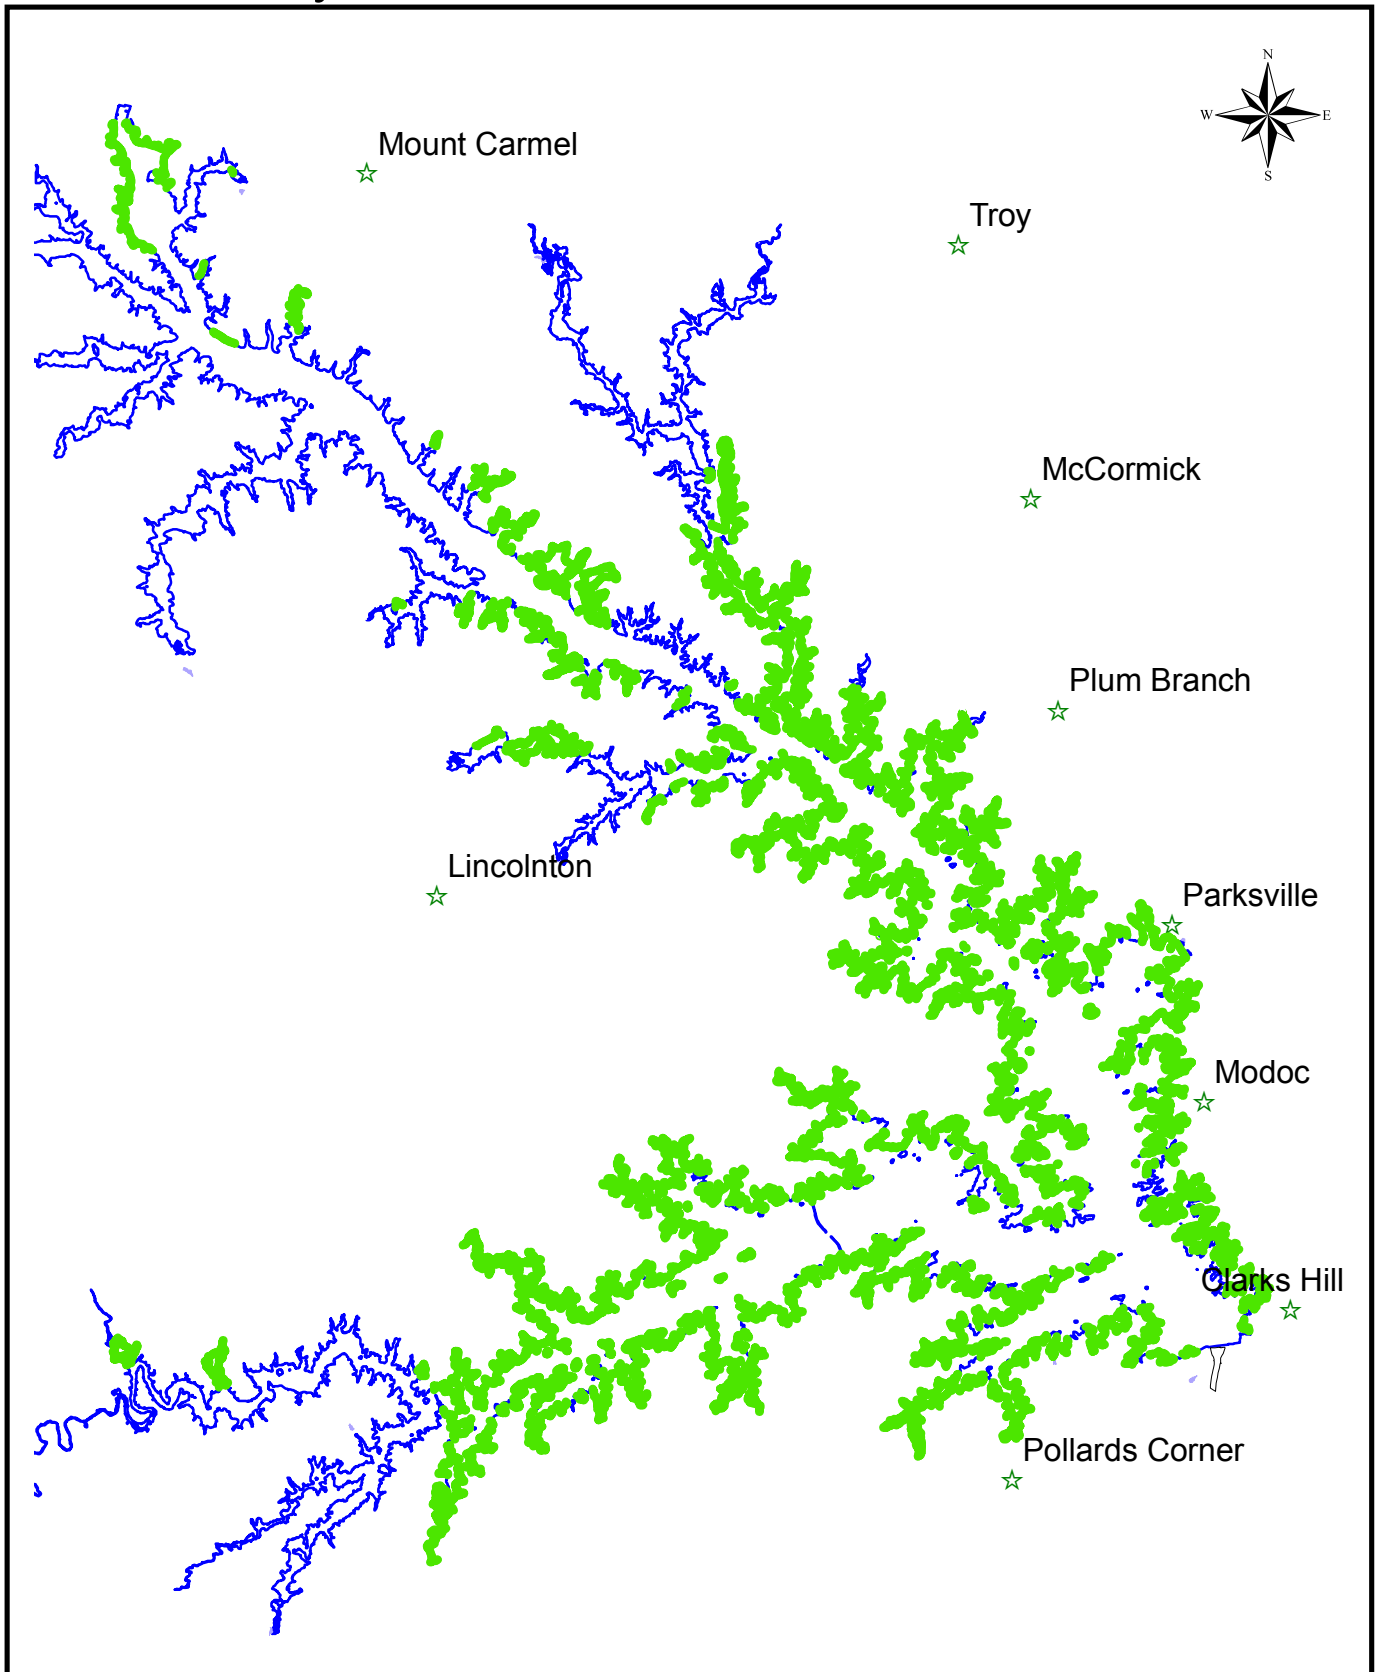 N
W E
S
Mount Carmel
Troy
McCormick
Plum Branch
Lincolnton
Parksville
Modoc
Clarks Hill
Pollards Corner